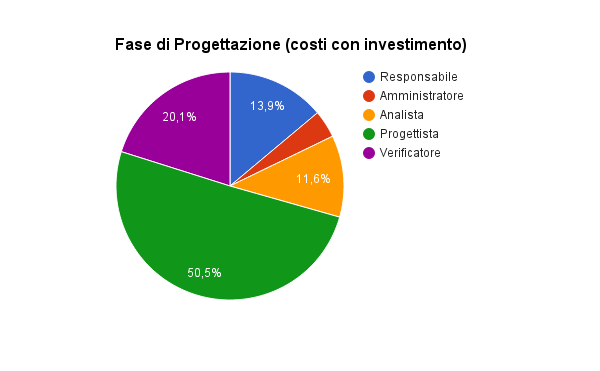 Fase di Progettazione (costi con investimento)
Responsabile
Amministratore
Analista
Progettista
Verificatore
13,9%
20,1%
11,6%
50,5%